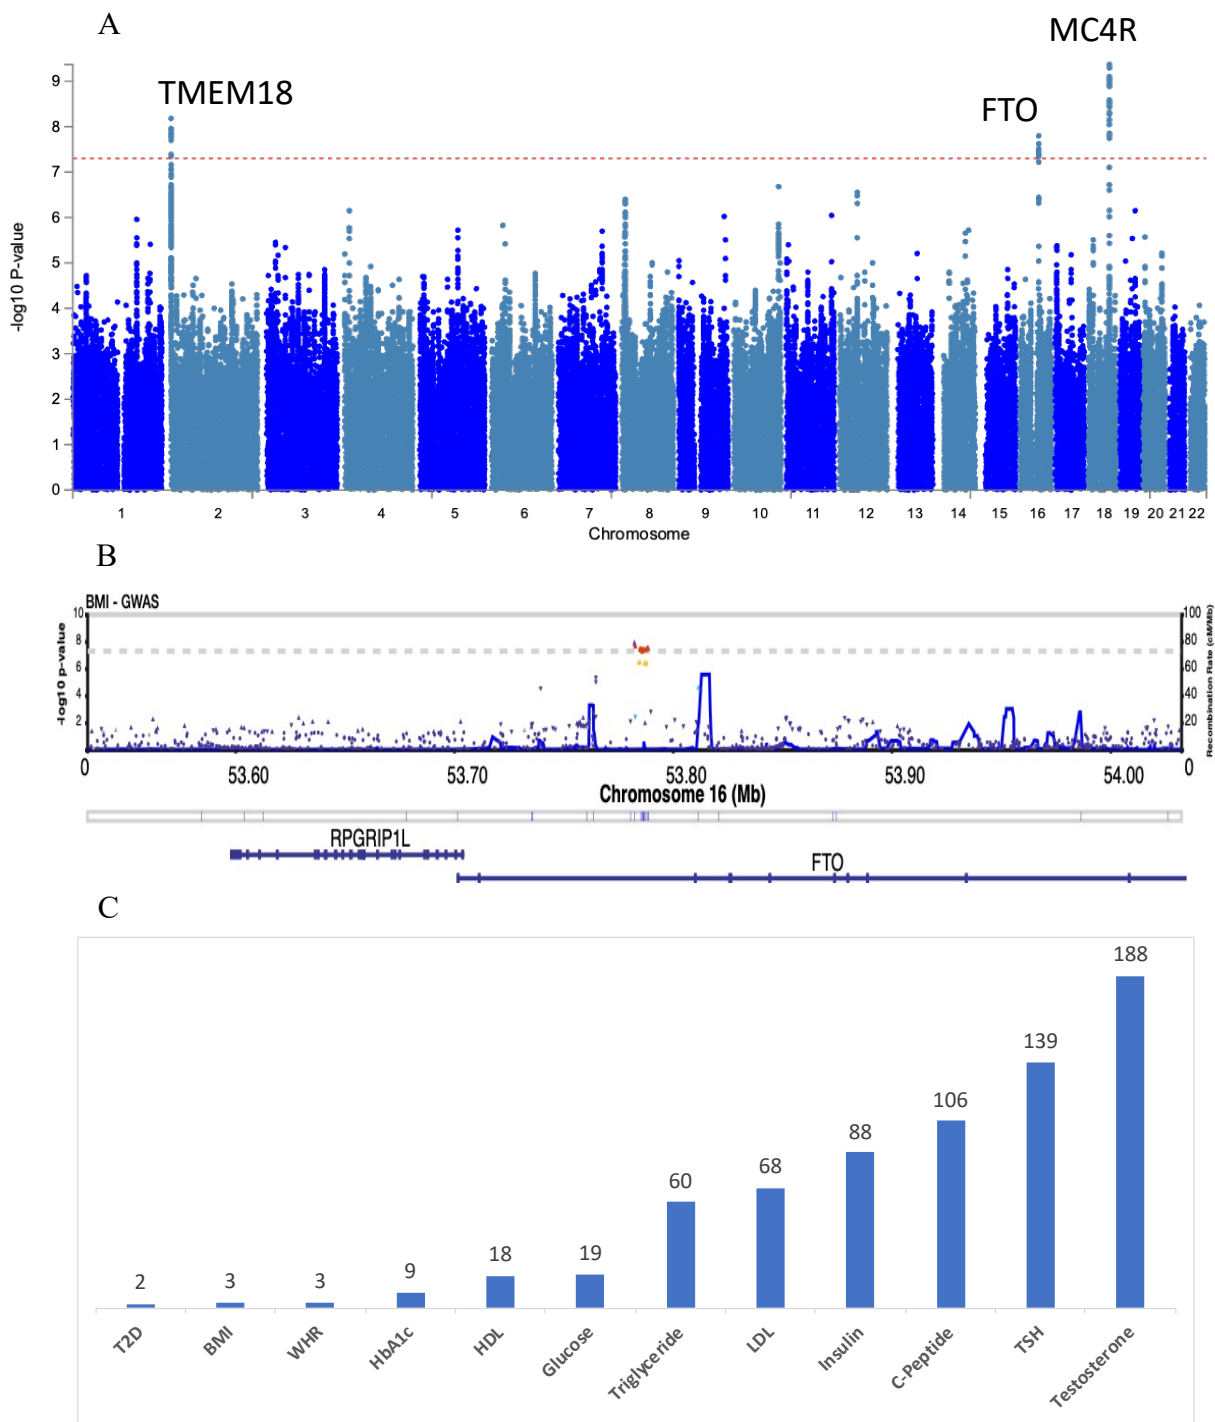 A
MC4R
TMEM18
FTO
9
8
7
6
5
4
3
2
1
0
-log10 P-value
1 2 3 4 5 6 7 8 9 10 11 12 13 14 15 16 17 18 19 20 21 22
Chromosome
B
BMI - GWAS
10
8
6
4
2
-log10 p-value
100
80
60
40
20
Recombination Rate (cM/Mb)
0 53.60 53.70 53.80 53.90 54.00 0
Chromosome 16 (Mb)
RPGRIP1L
FTO
C
2 3 3 9 18 19 60 68 88 106 139 188
T2D BMI WHR HbA1c HDL Glucose Triglyceride LDL Insulin C-Peptide TSH Testosterone